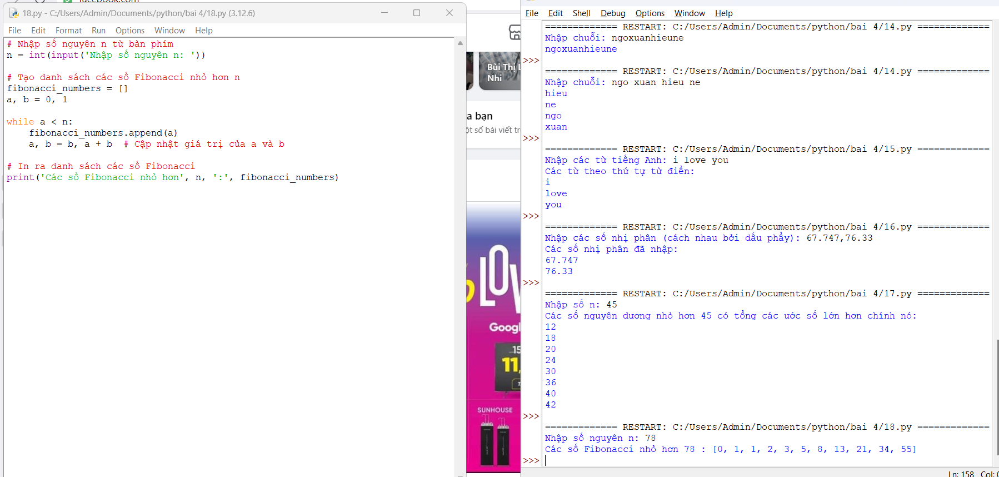 facebook.com
18.py - C:/Users/Admin/Documents/python/bai 4/18.py (3.12.6)
File Edit Format Run Options Window Help
# Nhập số nguyên n từ bàn phím
n = int(input('Nhập số nguyên n: '))
# Tạo danh sách các số Fibonacci nhỏ hơn n
fibonacci_numbers = []
a, b = 0, 1
while a < n:
    fibonacci_numbers.append(a)
    a, b = b, a + b  # Cập nhật giá trị của a và b
# In ra danh sách các số Fibonacci
print('Các số Fibonacci nhỏ hơn', n, ':', fibonacci_numbers)
Bùi Thị L
Nhi
a bạn
ột số bài viết tr
LOV
Googl
15
11,
T
SUNHOUSE
File Edit Shell Debug Options Window Help
============= RESTART: C:/Users/Admin/Documents/python/bai 4/14.py =============
Nhập chuỗi: ngoxuanhieune
ngoxuanhieune
>>>
============= RESTART: C:/Users/Admin/Documents/python/bai 4/14.py =============
Nhập chuỗi: ngo xuan hieu ne
hieu
ne
ngo
xuan
>>>
============= RESTART: C:/Users/Admin/Documents/python/bai 4/15.py =============
Nhập các từ tiếng Anh: i love you
Các từ theo thứ tự từ điển:
i
love
you
>>>
============= RESTART: C:/Users/Admin/Documents/python/bai 4/16.py =============
Nhập các số nhị phân (cách nhau bởi dấu phẩy): 67.747,76.33
Các số nhị phân đã nhập:
67.747
76.33
>>>
============= RESTART: C:/Users/Admin/Documents/python/bai 4/17.py =============
Nhập số n: 45
Các số nguyên dương nhỏ hơn 45 có tổng các ước số lớn hơn chính nó:
12
18
20
24
30
36
40
42
>>>
============= RESTART: C:/Users/Admin/Documents/python/bai 4/18.py =============
Nhập số nguyên n: 78
Các số Fibonacci nhỏ hơn 78 : [0, 1, 1, 2, 3, 5, 8, 13, 21, 34, 55]
>>>
Ln: 158 Col: 0